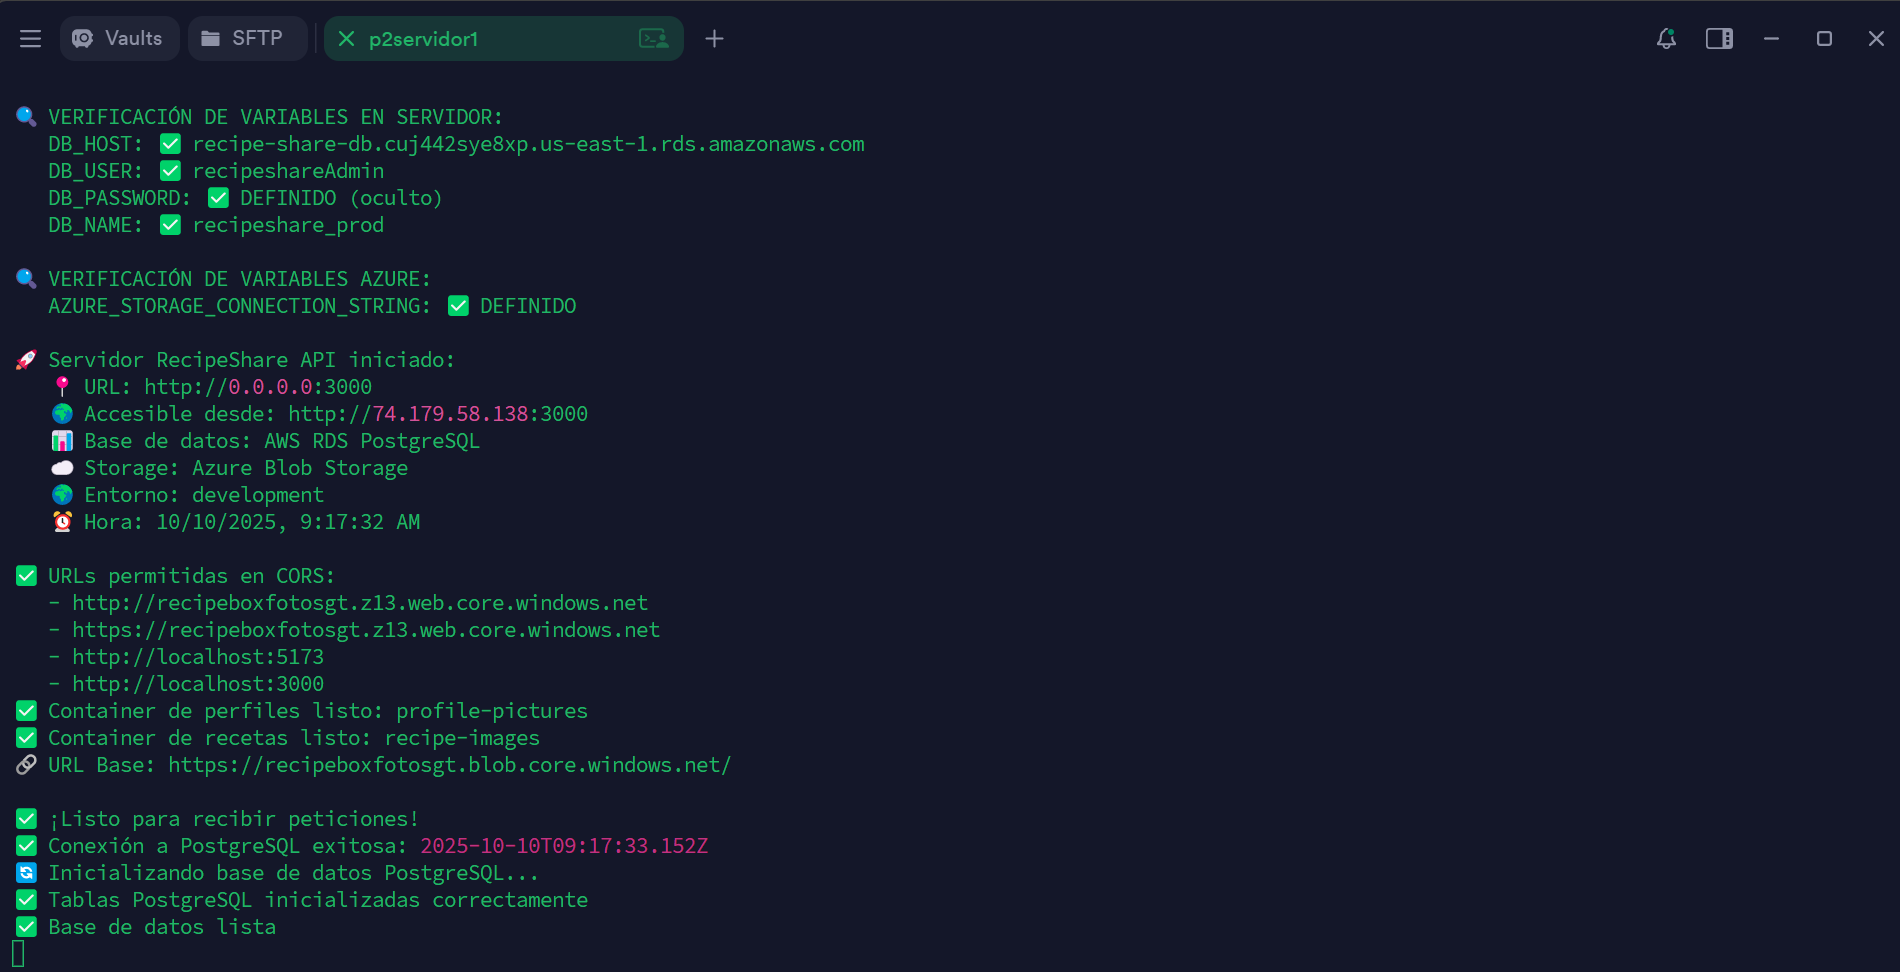 Vaults SFTP p2servidor1
VERIFICACIÓN DE VARIABLES EN SERVIDOR:
DB_HOST: ✅ recipe-share-db.cuj442sye8xp.us-east-1.rds.amazonaws.com
DB_USER: ✅ recipeshareAdmin
DB_PASSWORD: ✅ DEFINIDO (oculto)
DB_NAME: ✅ recipeshare_prod
VERIFICACIÓN DE VARIABLES AZURE:
AZURE_STORAGE_CONNECTION_STRING: ✅ DEFINIDO
Servidor RecipeShare API iniciado:
URL: http://0.0.0.0:3000
Accesible desde: http://74.179.58.138:3000
Base de datos: AWS RDS PostgreSQL
Storage: Azure Blob Storage
Entorno: development
Hora: 10/10/2025, 9:17:32 AM
✅ URLs permitidas en CORS:
- http://recipeboxfotosgt.z13.web.core.windows.net
- https://recipeboxfotosgt.z13.web.core.windows.net
- http://localhost:5173
- http://localhost:3000
✅ Container de perfiles listo: profile-pictures
✅ Container de recetas listo: recipe-images
URL Base: https://recipeboxfotosgt.blob.core.windows.net/
✅ ¡Listo para recibir peticiones!
✅ Conexión a PostgreSQL exitosa: 2025-10-10T09:17:33.152Z
Inicializando base de datos PostgreSQL...
✅ Tablas PostgreSQL inicializadas correctamente
✅ Base de datos lista